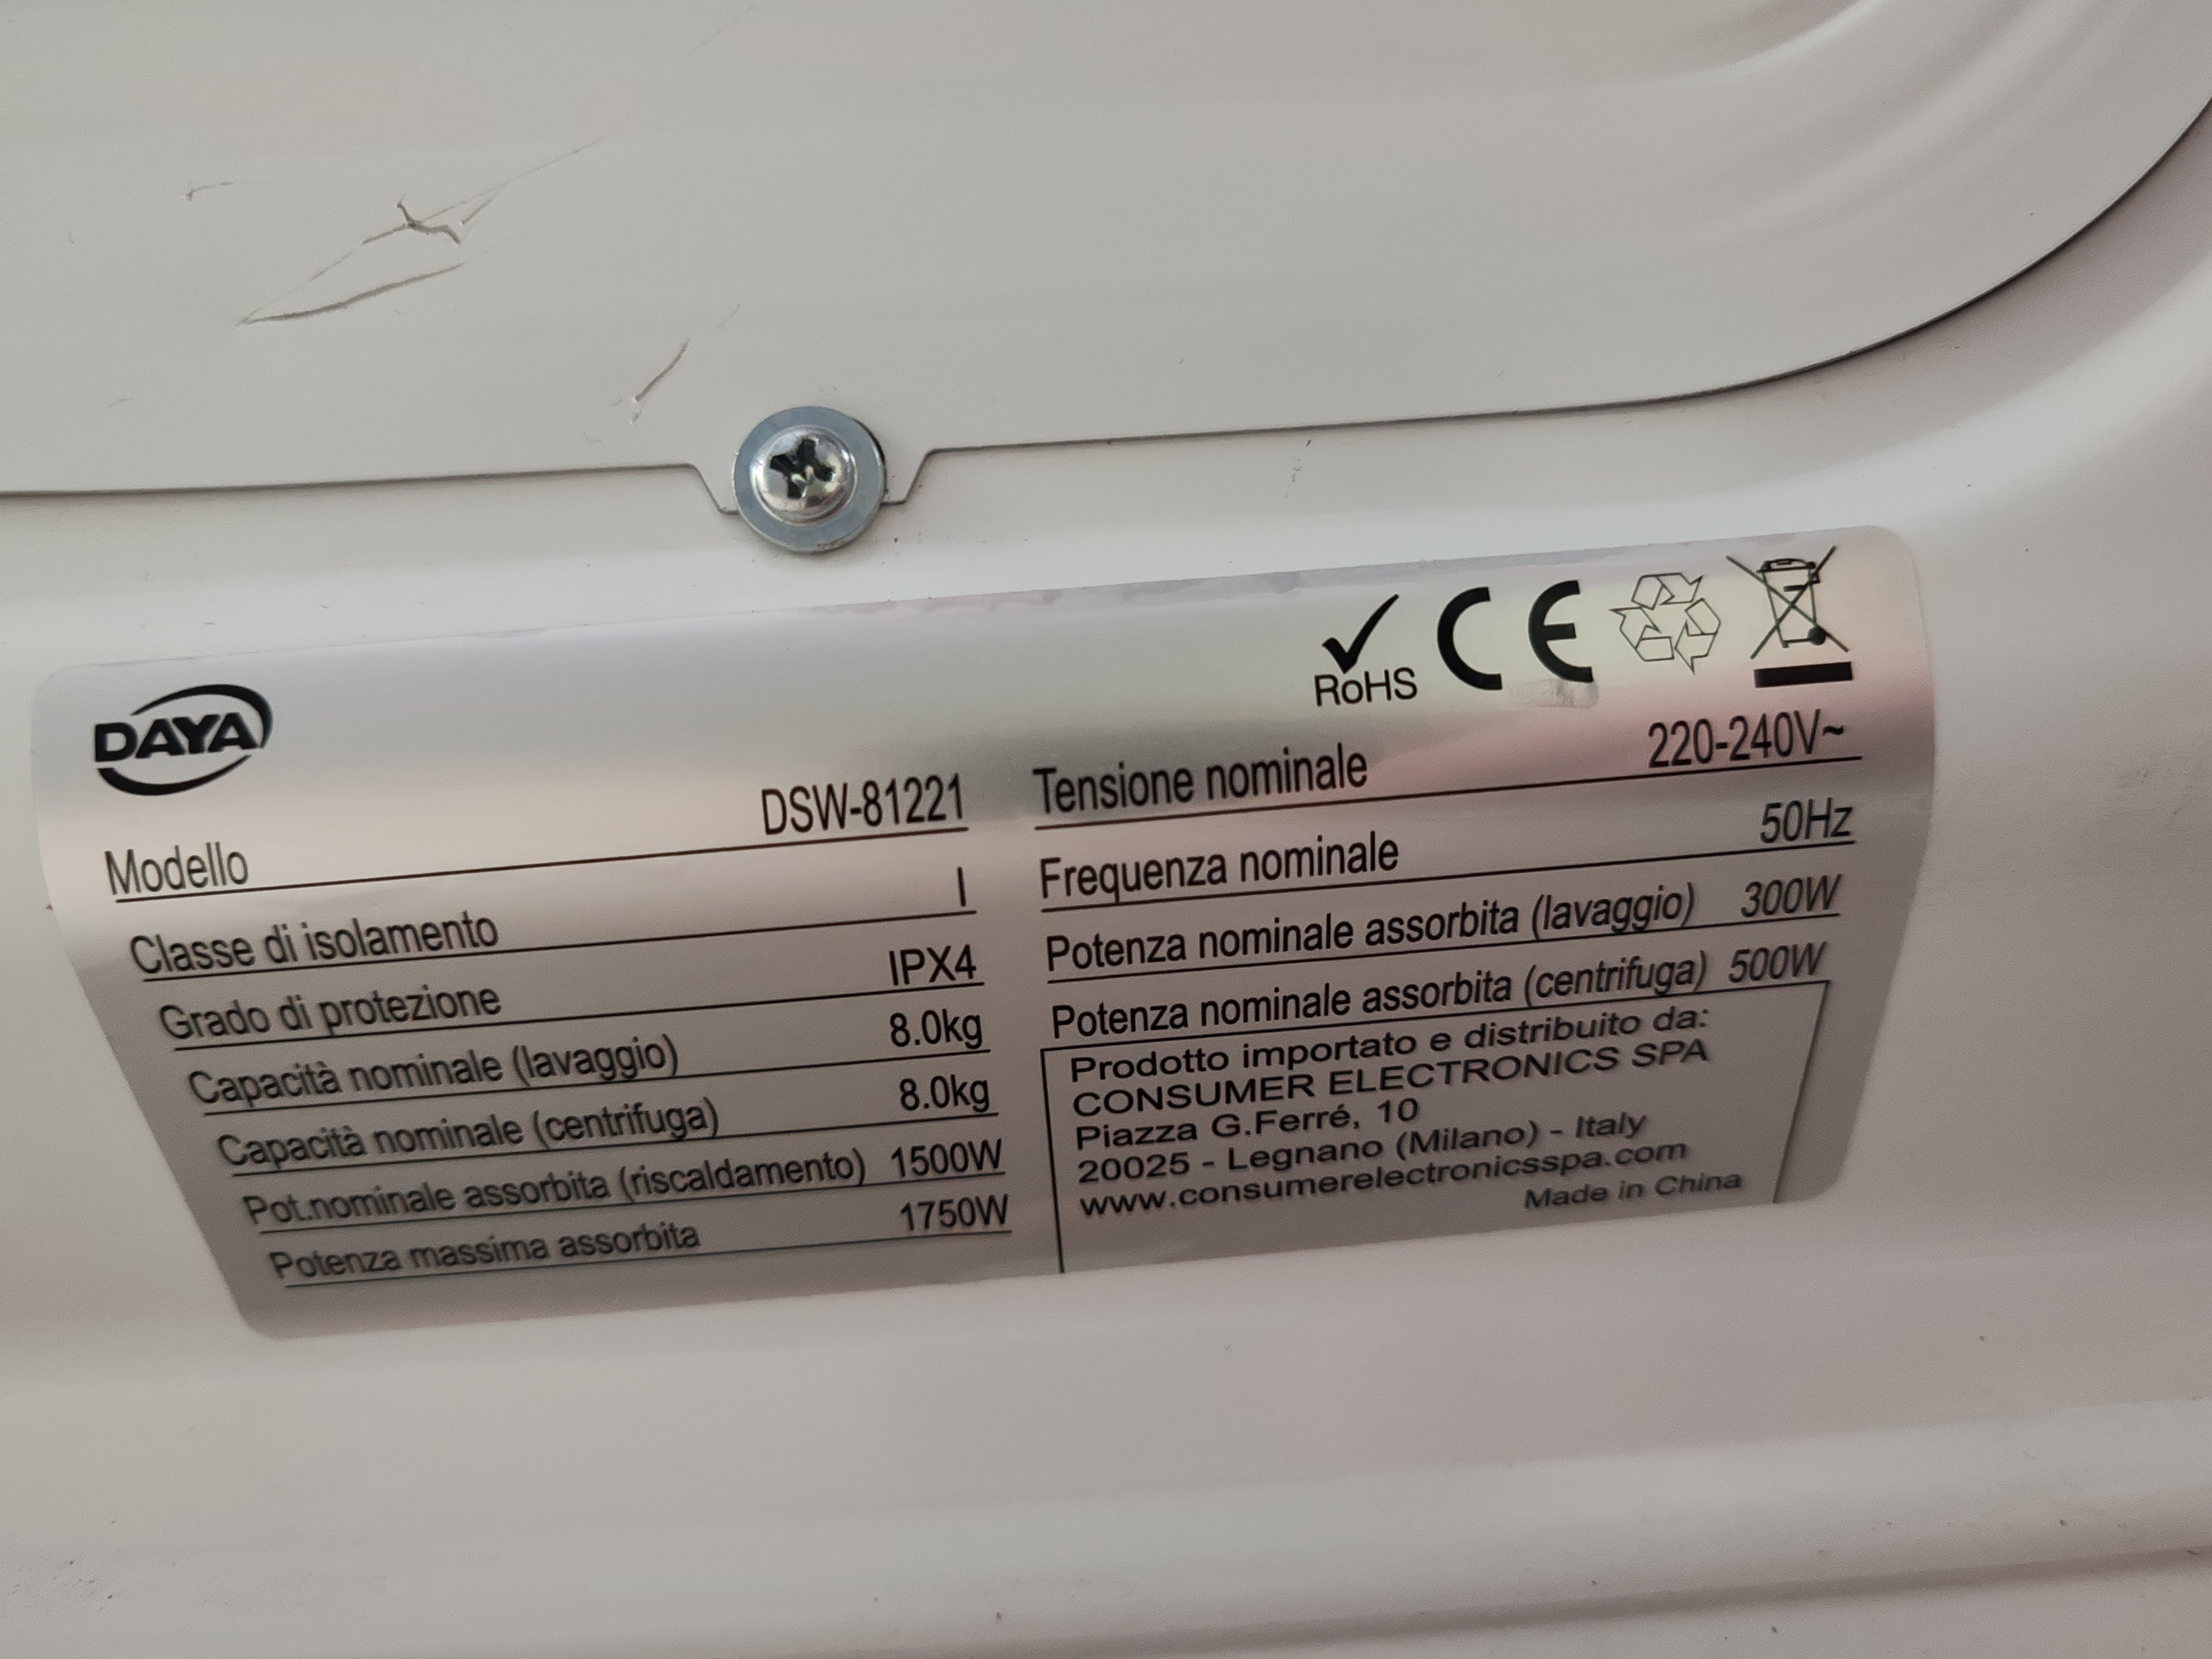 DAYA
RoHS CE
Modello DSW-81221
Classe di isolamento I
Grado di protezione IPX4
Capacità nominale (lavaggio) 8.0kg
Capacità nominale (centrifuga) 8.0kg
Pot.nominale assorbita (riscaldamento) 1500W
Potenza massima assorbita 1750W
Tensione nominale 220-240V~
Frequenza nominale 50Hz
Potenza nominale assorbita (lavaggio) 300W
Potenza nominale assorbita (centrifuga) 500W
Prodotto importato e distribuito da:
CONSUMER ELECTRONICS SPA
Piazza G.Ferré, 10
20025 - Legnano (Milano) - Italy
www.consumerelectronicsspa.com
Made in China